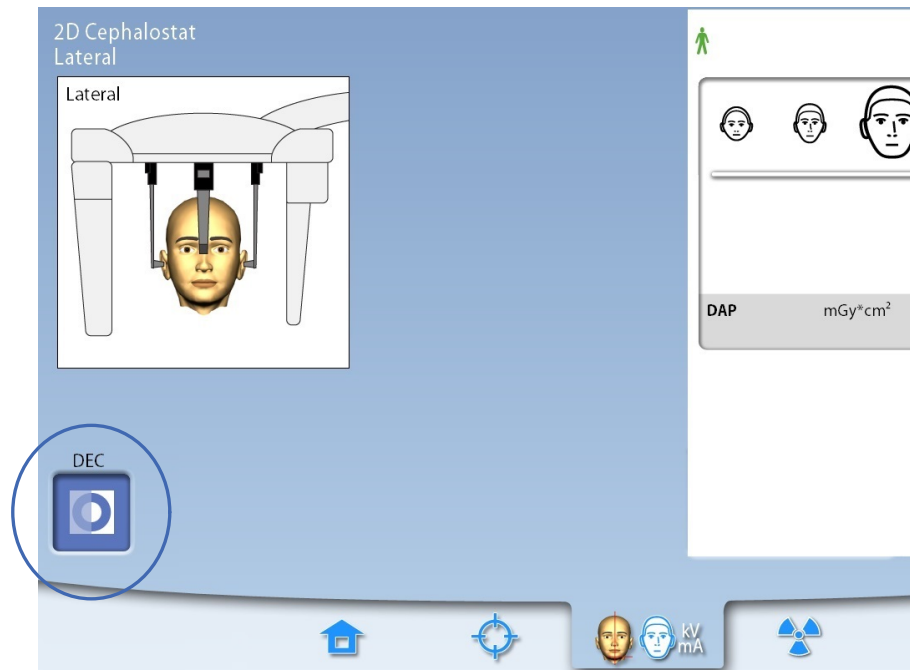 2D Cephalostat
Lateral
Lateral
DAP mGy*cm²
DEC
kV
mA